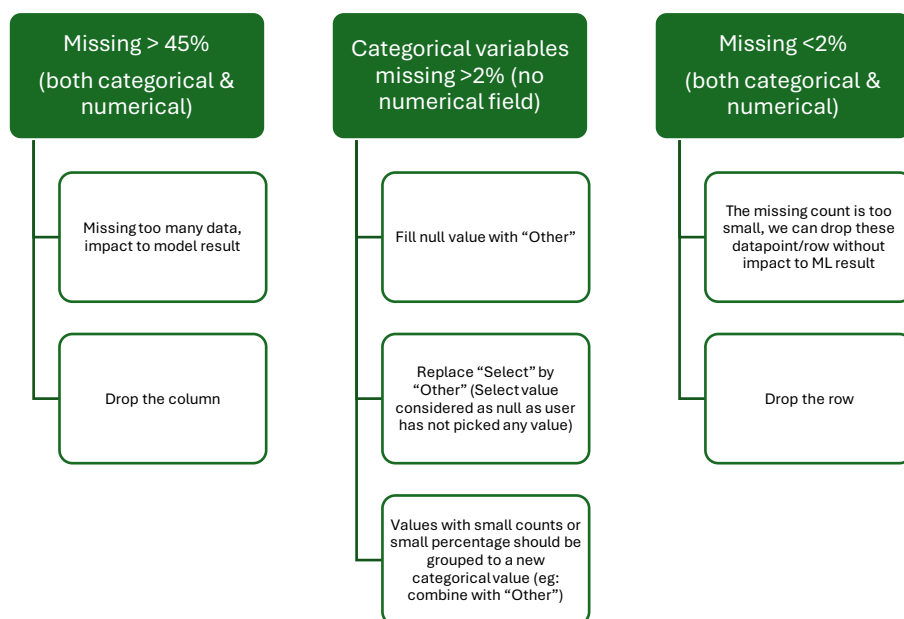 Missing > 45%
(both categorical &
numerical)
Missing too many data,
impact to model result
Drop the column
Categorical variables
missing >2% (no
numerical field)
Fill null value with “Other”
Replace “Select” by
“Other” (Select value
considered as null as user
has not picked any value)
Values with small counts or
small percentage should be
grouped to a new
categorical value (eg:
combine with “Other”)
Missing <2%
(both categorical &
numerical)
The missing count is too
small, we can drop these
datapoint/row without
impact to ML result
Drop the row